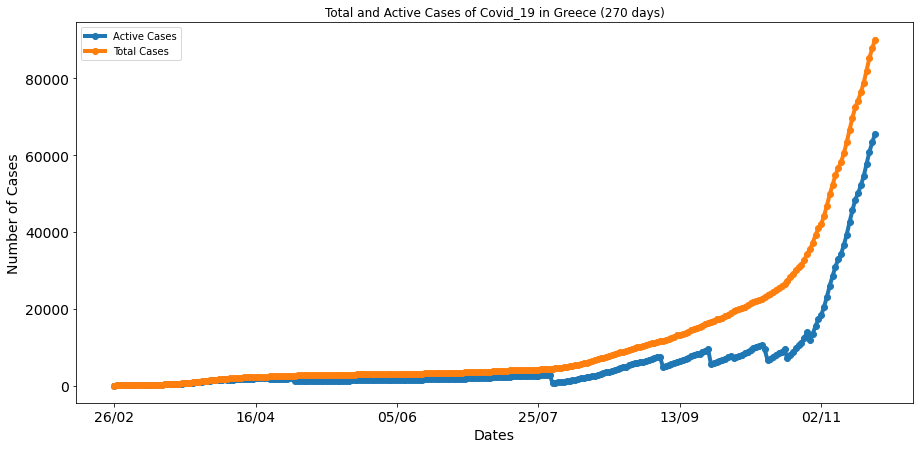 Total and Active Cases of Covid_19 in Greece (270 days)
Active Cases
Total Cases
80000
60000
40000
20000
0
Number of Cases
26/02 16/04 05/06 25/07 13/09 02/11
Dates